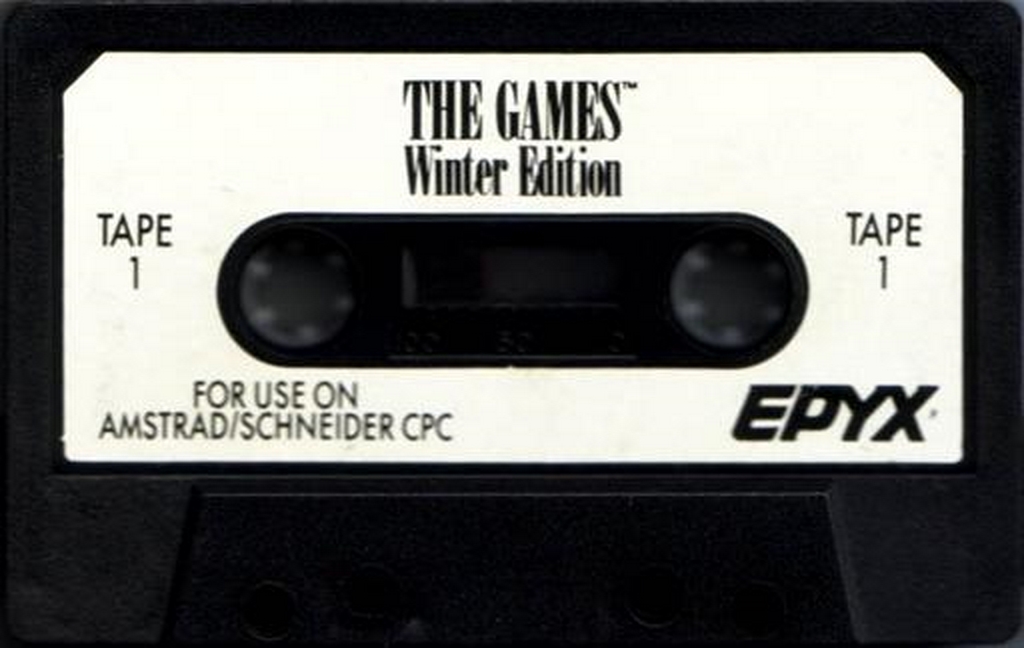 THE GAMES™
Winter Edition
TAPE
1
TAPE
1
FOR USE ON
AMSTRAD/SCHNEIDER CPC
EPYX